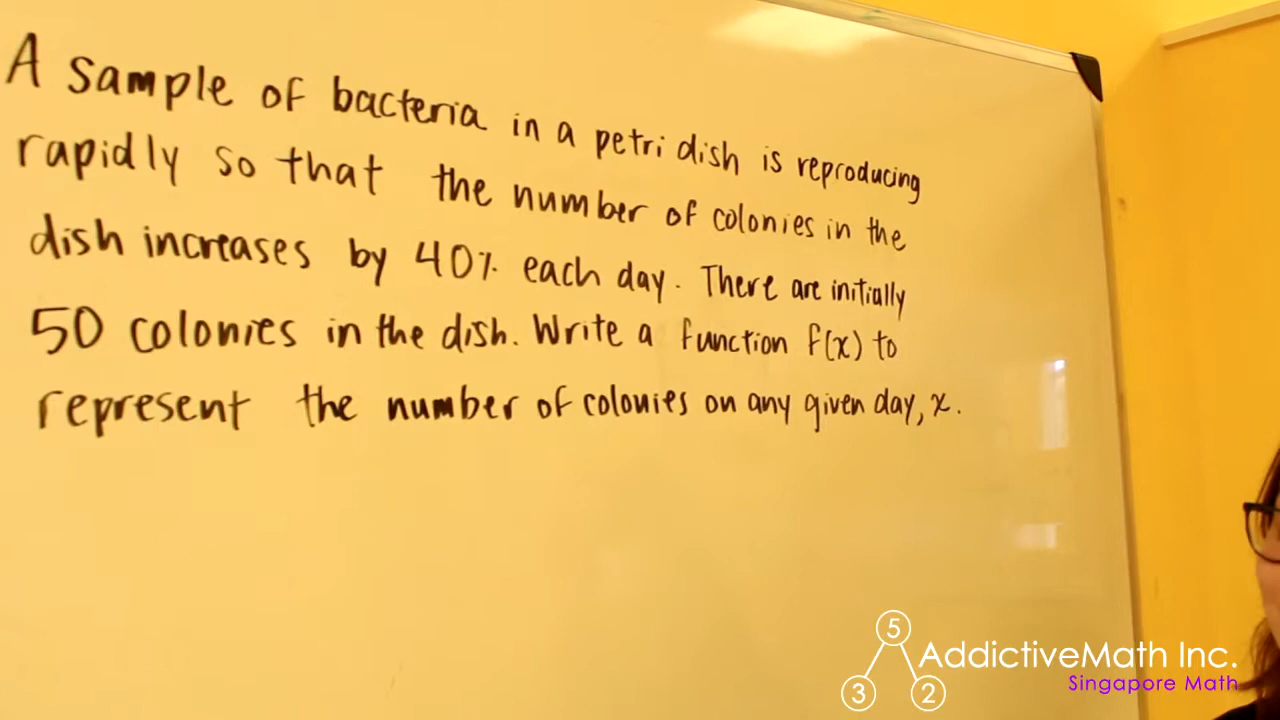 A sample of bacteria in a petri dish is reproducing
rapidly so that the number of colonies in the
dish increases by 40% each day. There are initially
50 colonies in the dish. Write a function f(x) to
represent the number of colonies on any given day, x.
5
3 2
AddictiveMath Inc.
Singapore Math